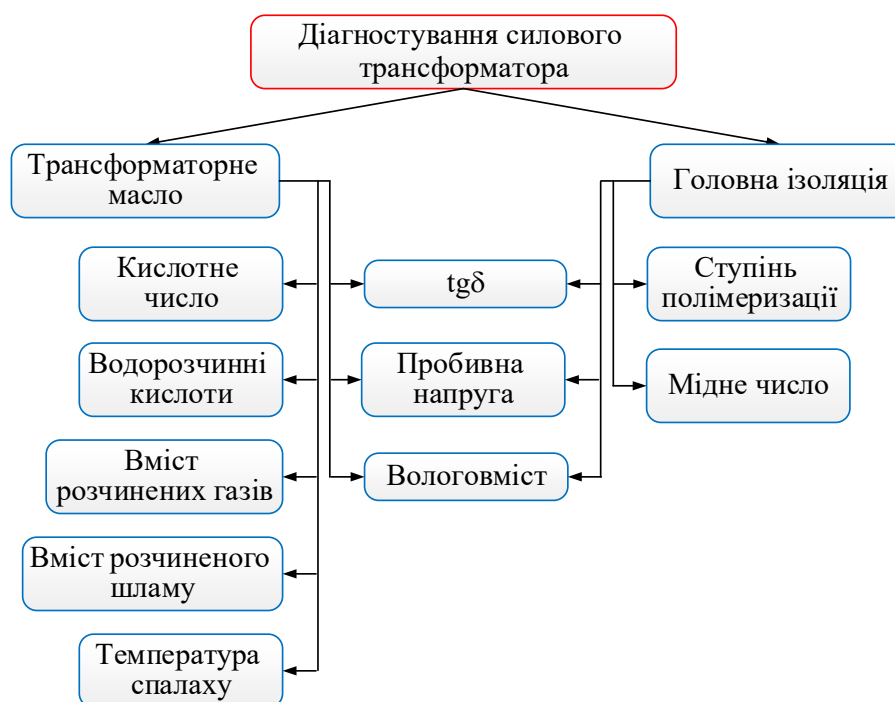 Діагностування силового
трансформатора
Трансформаторне
масло
Головна ізоляція
Кислотне
число
tgδ
Ступінь
полімеризації
Водорозчинні
кислоти
Пробивна
напруга
Мідне число
Вміст
розчинених газів
Вологовміст
Вміст розчиненого
шламу
Температура
спалаху